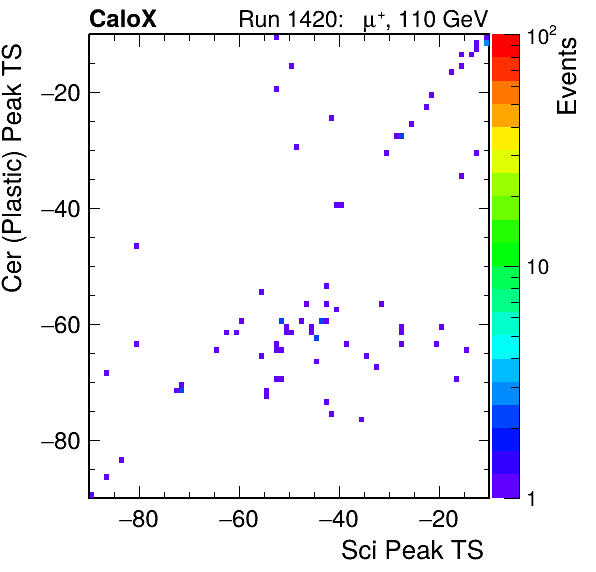 CaloX Run 1420: μ⁺, 110 GeV
Cer (Plastic) Peak TS
−20
−40
−60
−80
−80 −60 −40 −20
Sci Peak TS
10²
10
1
Events